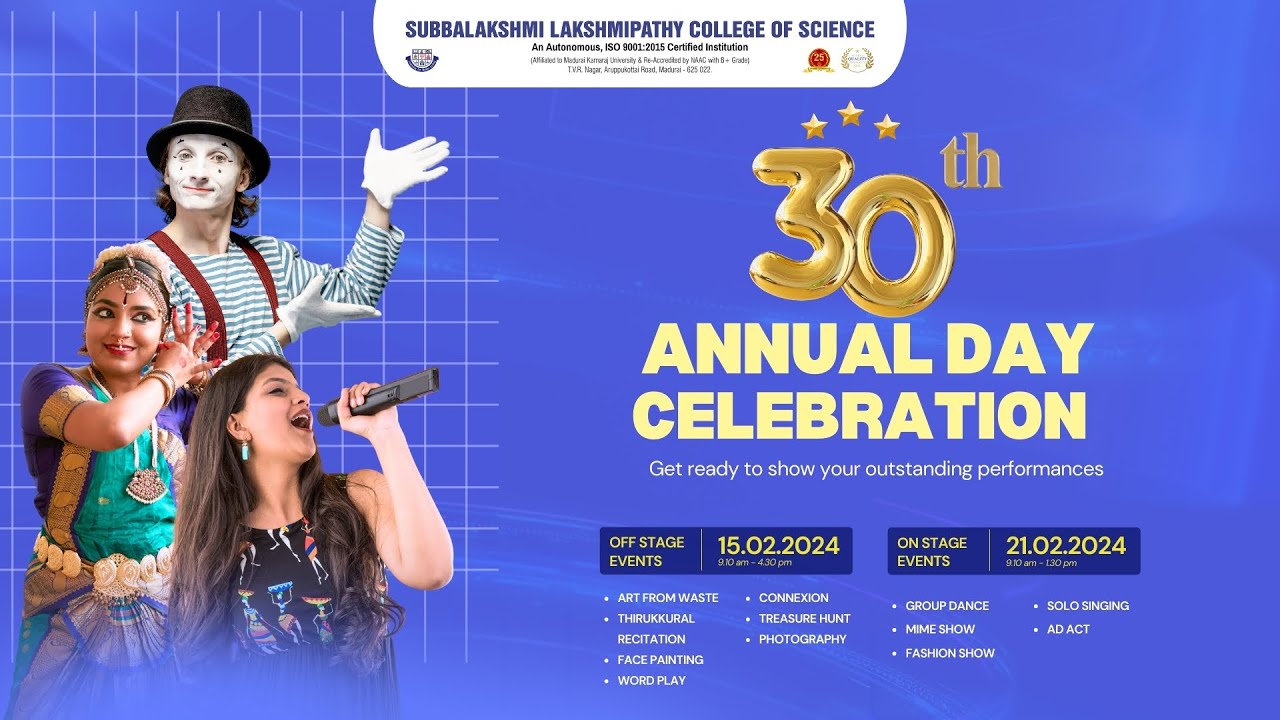 SUBBALAKSHMI LAKSHMIPATHY COLLEGE OF SCIENCE
An Autonomous, ISO 9001:2015 Certified Institution
(Affiliated to Madurai Kamaraj University & Re-Accredited by NAAC with B+ Grade)
T.V.R. Nagar, Aruppukottai Road, Madurai - 625 022.
25
QUALITY
30th
ANNUAL DAY
CELEBRATION
Get ready to show your outstanding performances
OFF STAGE
EVENTS
15.02.2024
9.10 am - 4.30 pm
• ART FROM WASTE
• THIRUKKURAL
RECITATION
• FACE PAINTING
• WORD PLAY
• CONNEXION
• TREASURE HUNT
• PHOTOGRAPHY
ON STAGE
EVENTS
21.02.2024
9.10 am - 1.30 pm
• GROUP DANCE
• MIME SHOW
• FASHION SHOW
• SOLO SINGING
• AD ACT